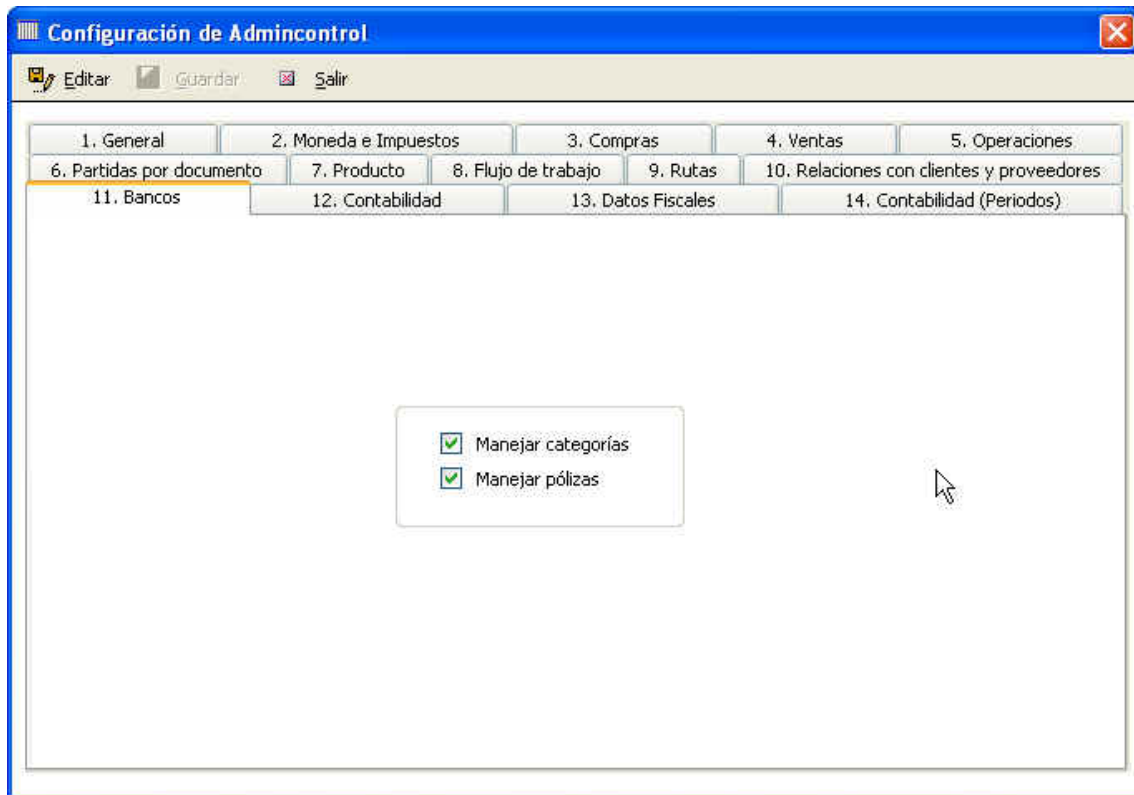 Configuración de Admincontrol
Editar Guardar Salir
1. General 2. Moneda e Impuestos 3. Compras 4. Ventas 5. Operaciones
6. Partidas por documento 7. Producto 8. Flujo de trabajo 9. Rutas 10. Relaciones con clientes y proveedores
11. Bancos 12. Contabilidad 13. Datos Fiscales 14. Contabilidad (Periodos)
Manejar categorías
Manejar pólizas